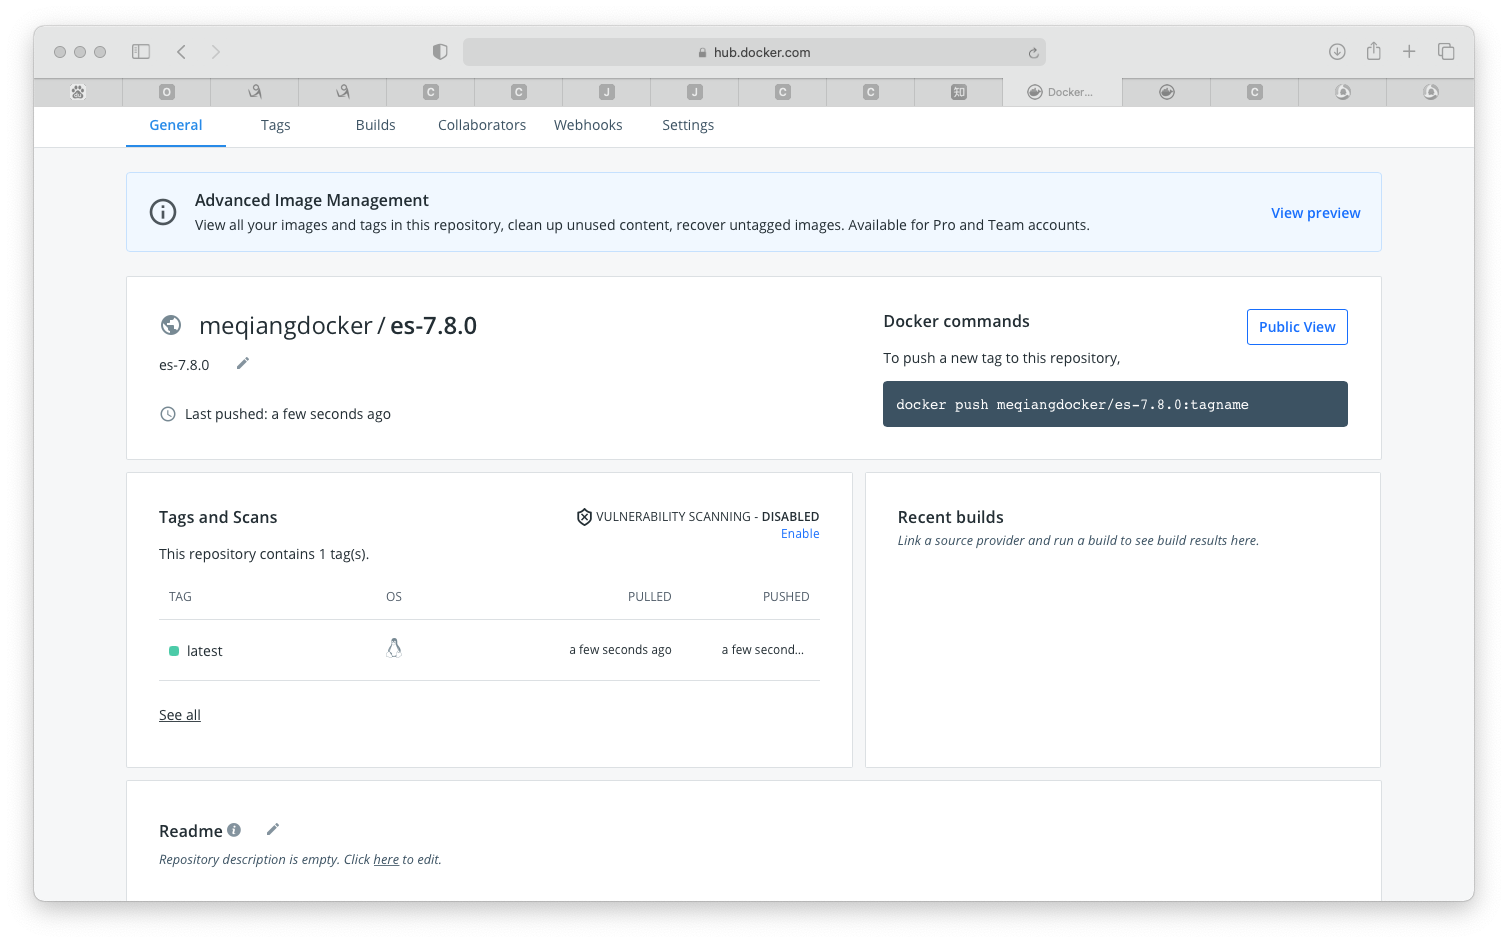 hub.docker.com
O
C
C
J
J
C
C
知
Docker...
C
General Tags Builds Collaborators Webhooks Settings
Advanced Image Management
View all your images and tags in this repository, clean up unused content, recover untagged images. Available for Pro and Team accounts.
View preview
meqiangdocker / es-7.8.0
es-7.8.0
Last pushed: a few seconds ago
Docker commands
Public View
To push a new tag to this repository,
docker push meqiangdocker/es-7.8.0:tagname
Tags and Scans
VULNERABILITY SCANNING - DISABLED
Enable
This repository contains 1 tag(s).
TAG OS PULLED PUSHED
latest a few seconds ago a few second...
See all
Recent builds
Link a source provider and run a build to see build results here.
Readme
Repository description is empty. Click here to edit.